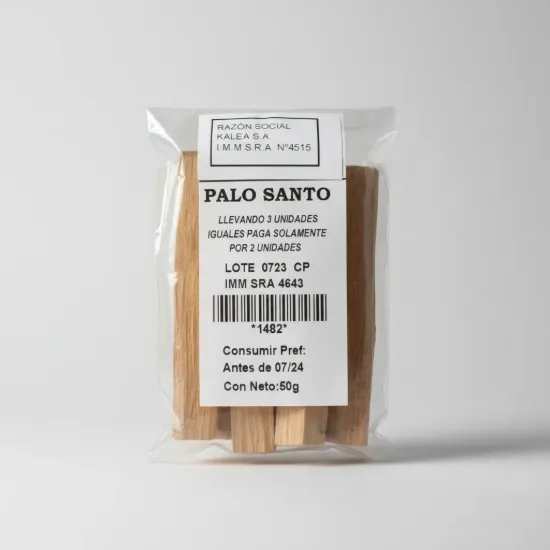 RAZÓN SOCIAL
KALEA S.A.
I.M.M S.R.A N°4515
PALO SANTO
LLEVANDO 3 UNIDADES
IGUALES PAGA SOLAMENTE
POR 2 UNIDADES
LOTE 0723 CP
IMM SRA 4643
*1482*
Consumir Pref:
Antes de 07/24
Con Neto:50g